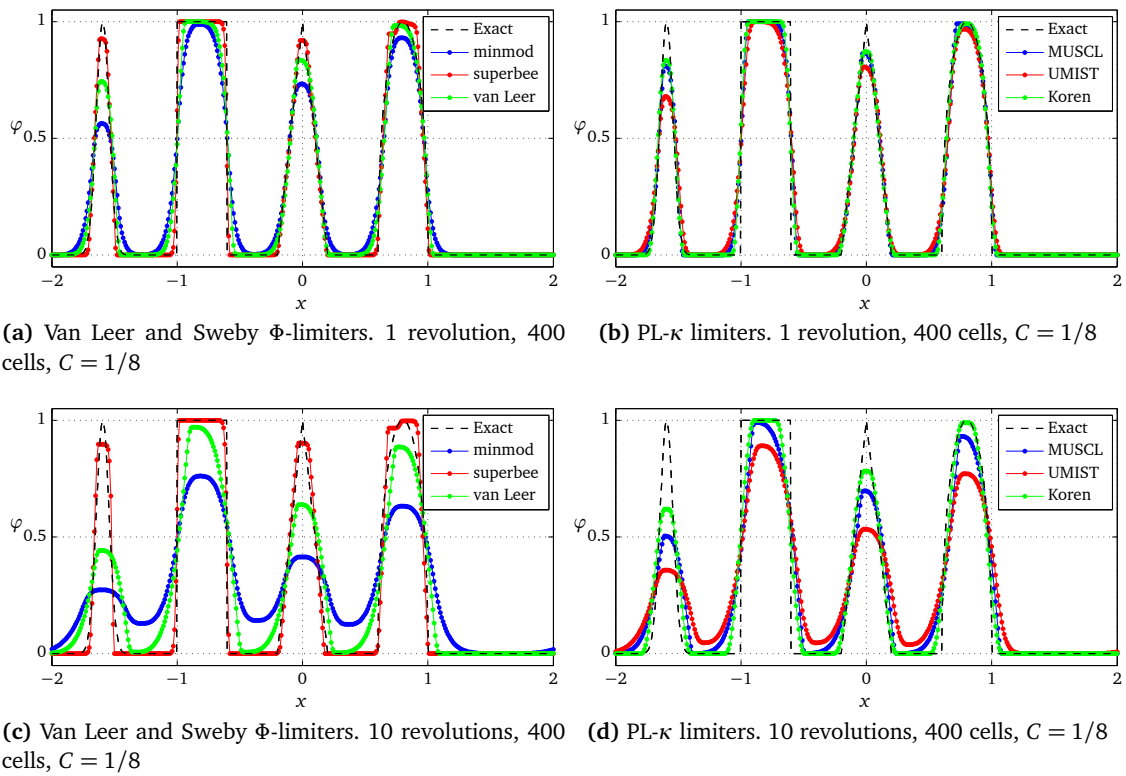 1
0.5
0
φ
−2
−1
0
1
2
x
Exact
minmod
superbee
van Leer
(a) Van Leer and Sweby Φ-limiters. 1 revolution, 400
cells, C = 1/8
1
0.5
0
φ
−2
−1
0
1
2
x
Exact
MUSCL
UMIST
Koren
(b) PL-κ limiters. 1 revolution, 400 cells, C = 1/8
1
0.5
0
φ
−2
−1
0
1
2
x
Exact
minmod
superbee
van Leer
(c) Van Leer and Sweby Φ-limiters. 10 revolutions, 400
cells, C = 1/8
1
0.5
0
φ
−2
−1
0
1
2
x
Exact
MUSCL
UMIST
Koren
(d) PL-κ limiters. 10 revolutions, 400 cells, C = 1/8